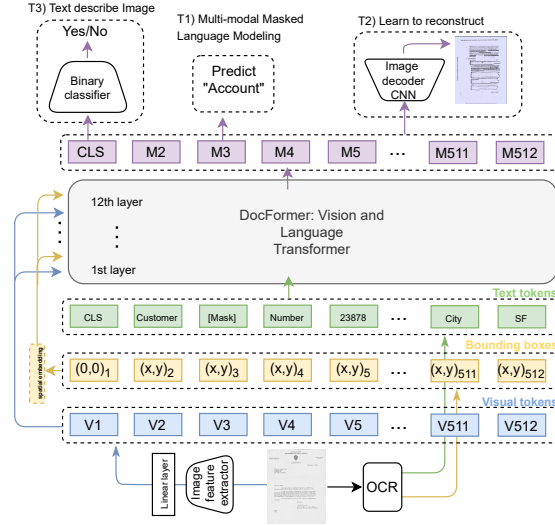 T3) Text describe Image
Yes/No
Binary
classifier
T1) Multi-modal Masked
Language Modeling
Predict
"Account"
T2) Learn to reconstruct
Image
decoder
CNN
CLS M2 M3 M4 M5 ... M511 M512
12th layer
1st layer
DocFormer: Vision and
Language
Transformer
Text tokens
CLS Customer [Mask] Number 23878 ... City SF
Bounding boxes
spatial embedding
(0,0)1 (x,y)2 (x,y)3 (x,y)4 (x,y)5 ... (x,y)511 (x,y)512
Visual tokens
V1 V2 V3 V4 V5 ... V511 V512
Linear layer
Image
feature
extractor
OCR